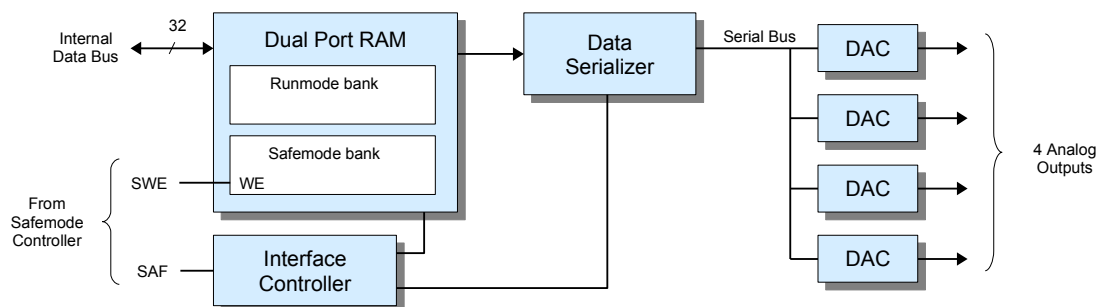 32
Internal
Data Bus
Dual Port RAM
Runmode bank
Safemode bank
WE
SWE
From
Safemode
Controller
SAF
Interface
Controller
Data
Serializer
Serial Bus
DAC
DAC
DAC
DAC
4 Analog
Outputs